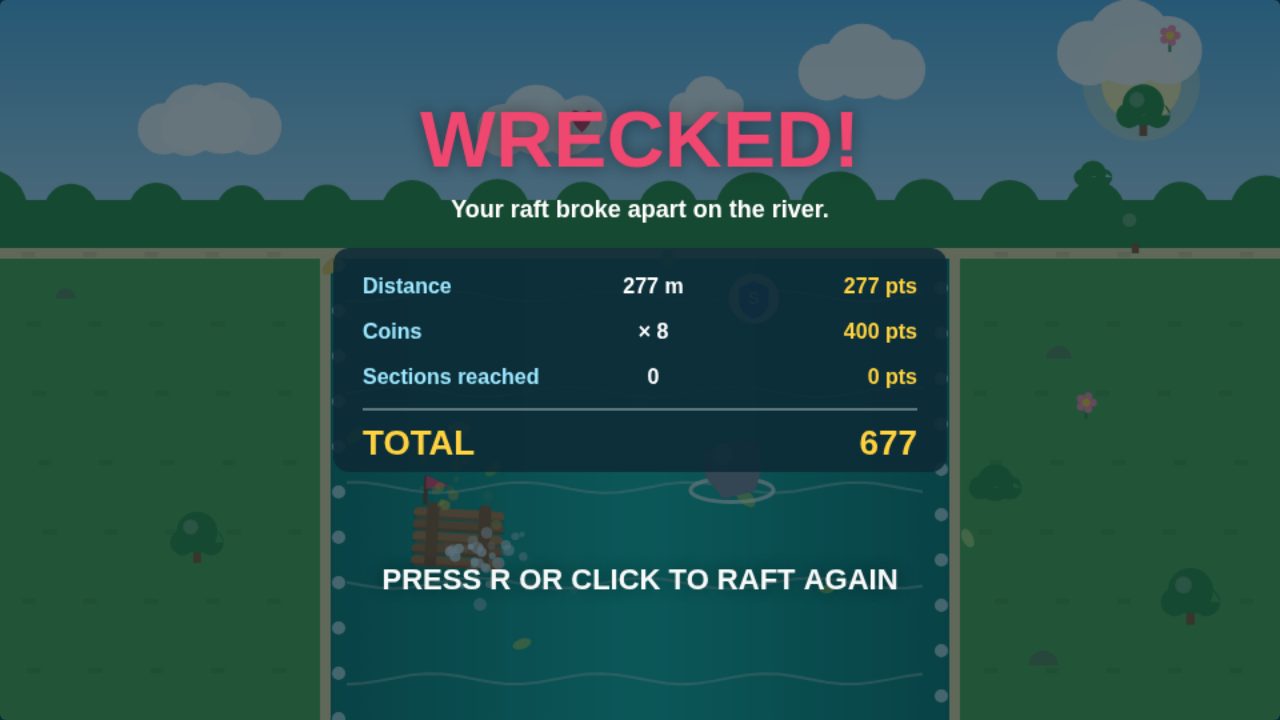 WRECKED!
Your raft broke apart on the river.
Distance 277 m 277 pts
Coins × 8 400 pts
Sections reached 0 0 pts
TOTAL 677
PRESS R OR CLICK TO RAFT AGAIN
S